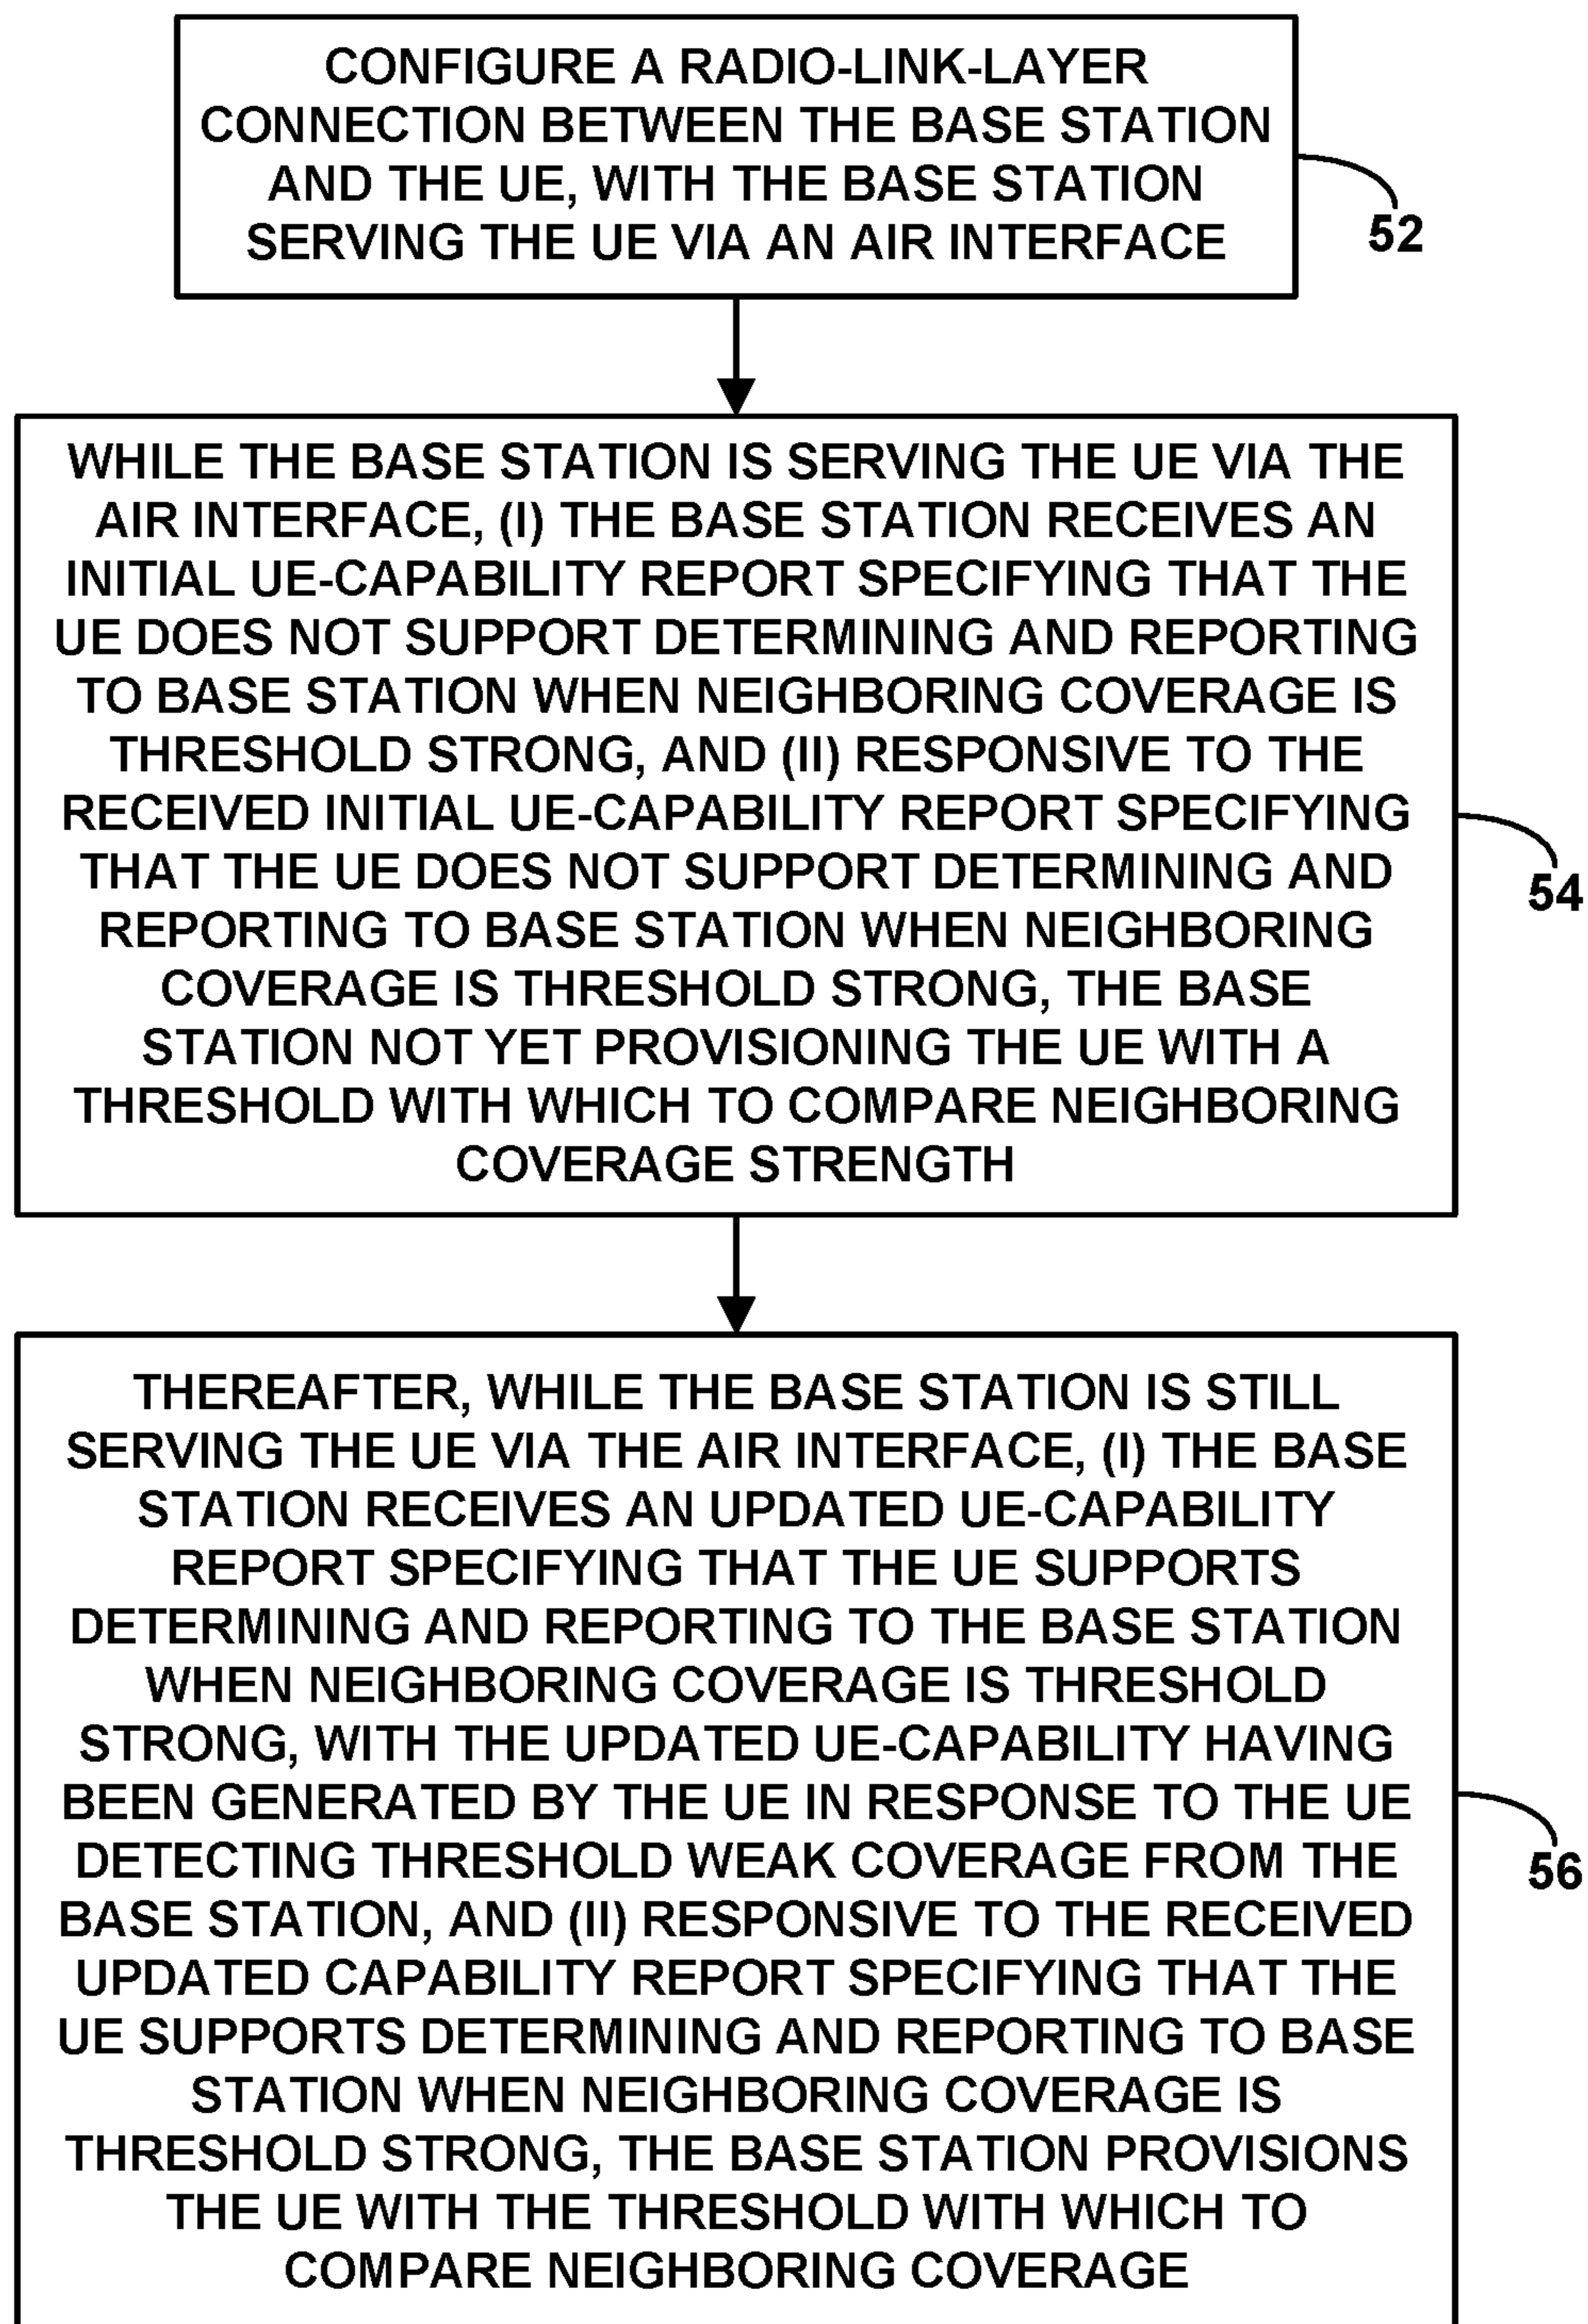 CONFIGURE A RADIO-LINK-LAYER
CONNECTION BETWEEN THE BASE STATION
AND THE UE, WITH THE BASE STATION
SERVING THE UE VIA AN AIR INTERFACE
52
WHILE THE BASE STATION IS SERVING THE UE VIA THE
AIR INTERFACE, (I) THE BASE STATION RECEIVES AN
INITIAL UE-CAPABILITY REPORT SPECIFYING THAT THE
UE DOES NOT SUPPORT DETERMINING AND REPORTING
TO BASE STATION WHEN NEIGHBORING COVERAGE IS
THRESHOLD STRONG, AND (II) RESPONSIVE TO THE
RECEIVED INITIAL UE-CAPABILITY REPORT SPECIFYING
THAT THE UE DOES NOT SUPPORT DETERMINING AND
REPORTING TO BASE STATION WHEN NEIGHBORING
COVERAGE IS THRESHOLD STRONG, THE BASE
STATION NOT YET PROVISIONING THE UE WITH A
THRESHOLD WITH WHICH TO COMPARE NEIGHBORING
COVERAGE STRENGTH
54
THEREAFTER, WHILE THE BASE STATION IS STILL
SERVING THE UE VIA THE AIR INTERFACE, (I) THE BASE
STATION RECEIVES AN UPDATED UE-CAPABILITY
REPORT SPECIFYING THAT THE UE SUPPORTS
DETERMINING AND REPORTING TO THE BASE STATION
WHEN NEIGHBORING COVERAGE IS THRESHOLD
STRONG, WITH THE UPDATED UE-CAPABILITY HAVING
BEEN GENERATED BY THE UE IN RESPONSE TO THE UE
DETECTING THRESHOLD WEAK COVERAGE FROM THE
BASE STATION, AND (II) RESPONSIVE TO THE RECEIVED
UPDATED CAPABILITY REPORT SPECIFYING THAT THE
UE SUPPORTS DETERMINING AND REPORTING TO BASE
STATION WHEN NEIGHBORING COVERAGE IS
THRESHOLD STRONG, THE BASE STATION PROVISIONS
THE UE WITH THE THRESHOLD WITH WHICH TO
COMPARE NEIGHBORING COVERAGE
56